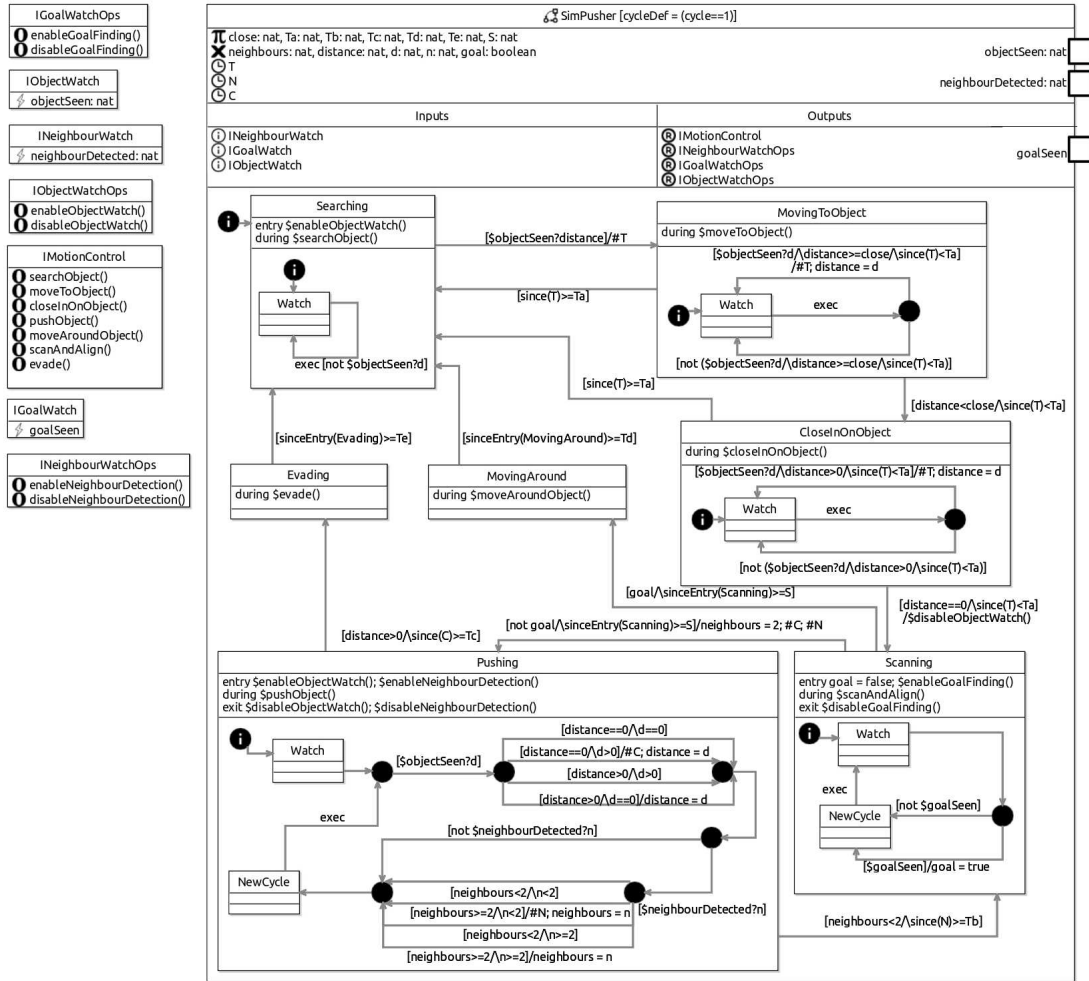 IGoalWatchOps
enableGoalFinding()
disableGoalFinding()
IObjectWatch
objectSeen: nat
INeighbourWatch
neighbourDetected: nat
IObjectWatchOps
enableObjectWatch()
disableObjectWatch()
IMotionControl
searchObject()
moveToObject()
closeInOnObject()
pushObject()
moveAroundObject()
scanAndAlign()
evade()
IGoalWatch
goalSeen
INeighbourWatchOps
enableNeighbourDetection()
disableNeighbourDetection()
SimPusher [cycleDef = (cycle==1)]
close: nat, Ta: nat, Tb: nat, Tc: nat, Td: nat, Te: nat, S: nat
neighbours: nat, distance: nat, d: nat, n: nat, goal: boolean
T
N
C
objectSeen: nat
neighbourDetected: nat
goalSeen
Inputs
INeighbourWatch
IGoalWatch
IObjectWatch
Outputs
IMotionControl
INeighbourWatchOps
IGoalWatchOps
IObjectWatchOps
Searching
entry $enableObjectWatch()
during $searchObject()
i
i
Watch
exec [not $objectSeen?d]
[$objectSeen?distance]/#T
[since(T)>=Ta]
MovingToObject
during $moveToObject()
[$objectSeen?d/\distance>=close/\since(T)<Ta]
/#T; distance = d
i
Watch
exec
[not ($objectSeen?d/\distance>=close/\since(T)<Ta)]
[since(T)>=Ta]
[distance<close/\since(T)<Ta]
CloseInOnObject
during $closeInOnObject()
[$objectSeen?d/\distance>0/\since(T)<Ta]/#T; distance = d
i
Watch
exec
[not ($objectSeen?d/\distance>0/\since(T)<Ta)]
[sinceEntry(Evading)>=Te]
[sinceEntry(MovingAround)>=Td]
Evading
during $evade()
MovingAround
during $moveAroundObject()
[goal/\sinceEntry(Scanning)>=S]
[distance==0/\since(T)<Ta]
/$disableObjectWatch()
[not goal/\sinceEntry(Scanning)>=S]/neighbours = 2; #C; #N
[distance>0/\since(C)>=Tc]
Pushing
entry $enableObjectWatch(); $enableNeighbourDetection()
during $pushObject()
exit $disableObjectWatch(); $disableNeighbourDetection()
i
Watch
[$objectSeen?d]
[distance==0/\d==0]
[distance==0/\d>0]/#C; distance = d
[distance>0/\d>0]
[distance>0/\d==0]/distance = d
exec
[not $neighbourDetected?n]
NewCycle
[neighbours<2/\n<2]
[$neighbourDetected?n]
[neighbours>=2/\n<2]/#N; neighbours = n
[neighbours<2/\n>=2]
[neighbours>=2/\n>=2]/neighbours = n
Scanning
entry goal = false; $enableGoalFinding()
during $scanAndAlign()
exit $disableGoalFinding()
i
Watch
exec
[not $goalSeen]
NewCycle
[$goalSeen]/goal = true
[neighbours<2/\since(N)>=Tb]